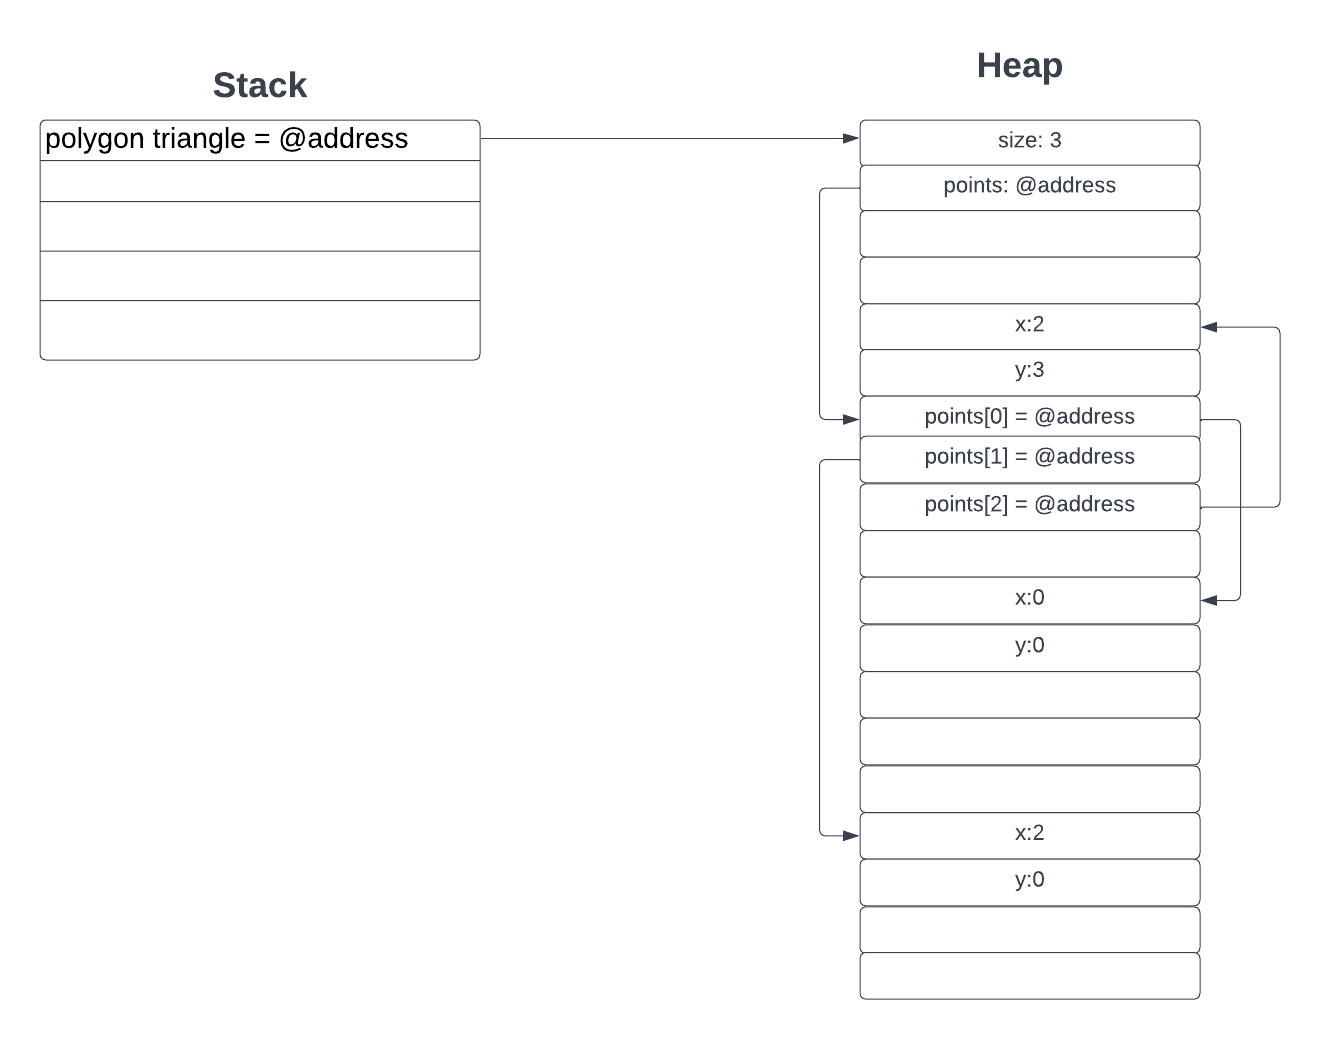 Stack
polygon triangle = @address
Heap
size: 3
points: @address
x:2
y:3
points[0] = @address
points[1] = @address
points[2] = @address
x:0
y:0
x:2
y:0